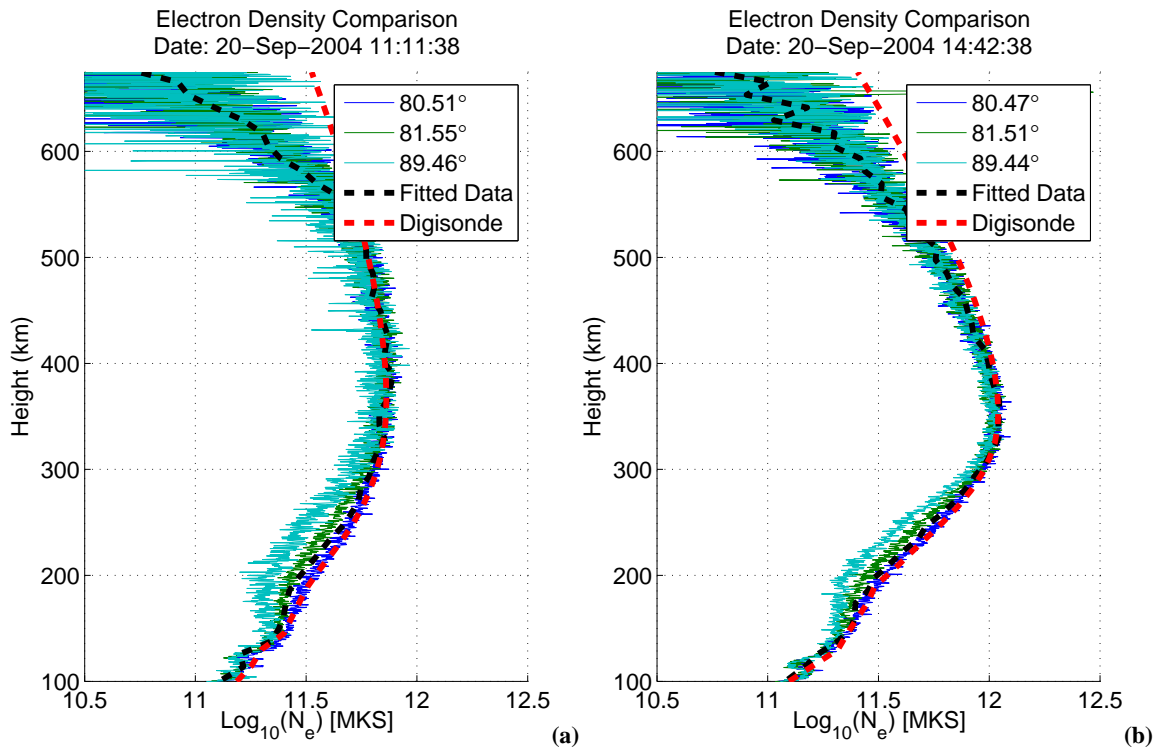 Electron Density Comparison
Date: 20−Sep−2004 11:11:38
80.51°
81.55°
89.46°
Fitted Data
Digisonde
600
500
400
300
200
100
Height (km)
10.5
11
11.5
12
12.5
Log10(Ne) [MKS]
(a)
Electron Density Comparison
Date: 20−Sep−2004 14:42:38
80.47°
81.51°
89.44°
Fitted Data
Digisonde
600
500
400
300
200
100
Height (km)
10.5
11
11.5
12
12.5
Log10(Ne) [MKS]
(b)